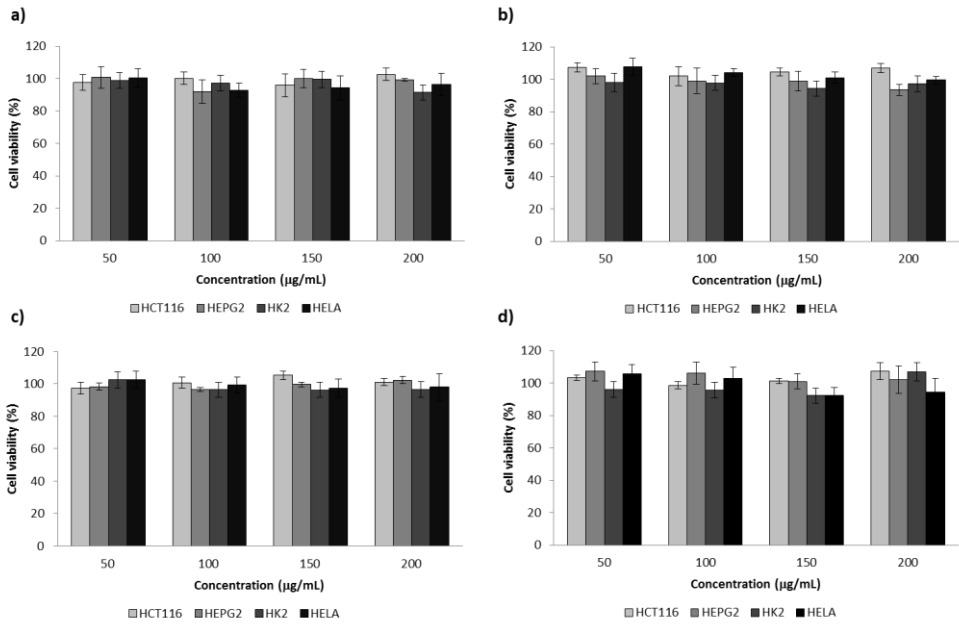 a)
120
100
80
60
40
20
0
Cell viability (%)
50 100 150 200
Concentration (µg/mL)
HCT116 HEPG2 HK2 HELA
b)
120
100
80
60
40
20
0
Cell viability (%)
50 100 150 200
Concentration (µg/mL)
HCT116 HEPG2 HK2 HELA
c)
120
100
80
60
40
20
0
Cell viability (%)
50 100 150 200
Concentration (µg/mL)
HCT116 HEPG2 HK2 HELA
d)
120
100
80
60
40
20
0
Cell viability (%)
50 100 150 200
Concentration (µg/mL)
HCT116 HEPG2 HK2 HELA